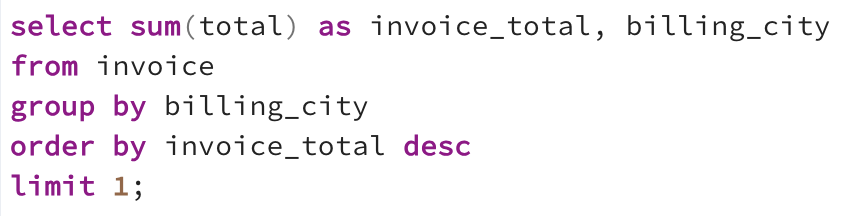 select sum(total) as invoice_total, billing_city
from invoice
group by billing_city
order by invoice_total desc
limit 1;